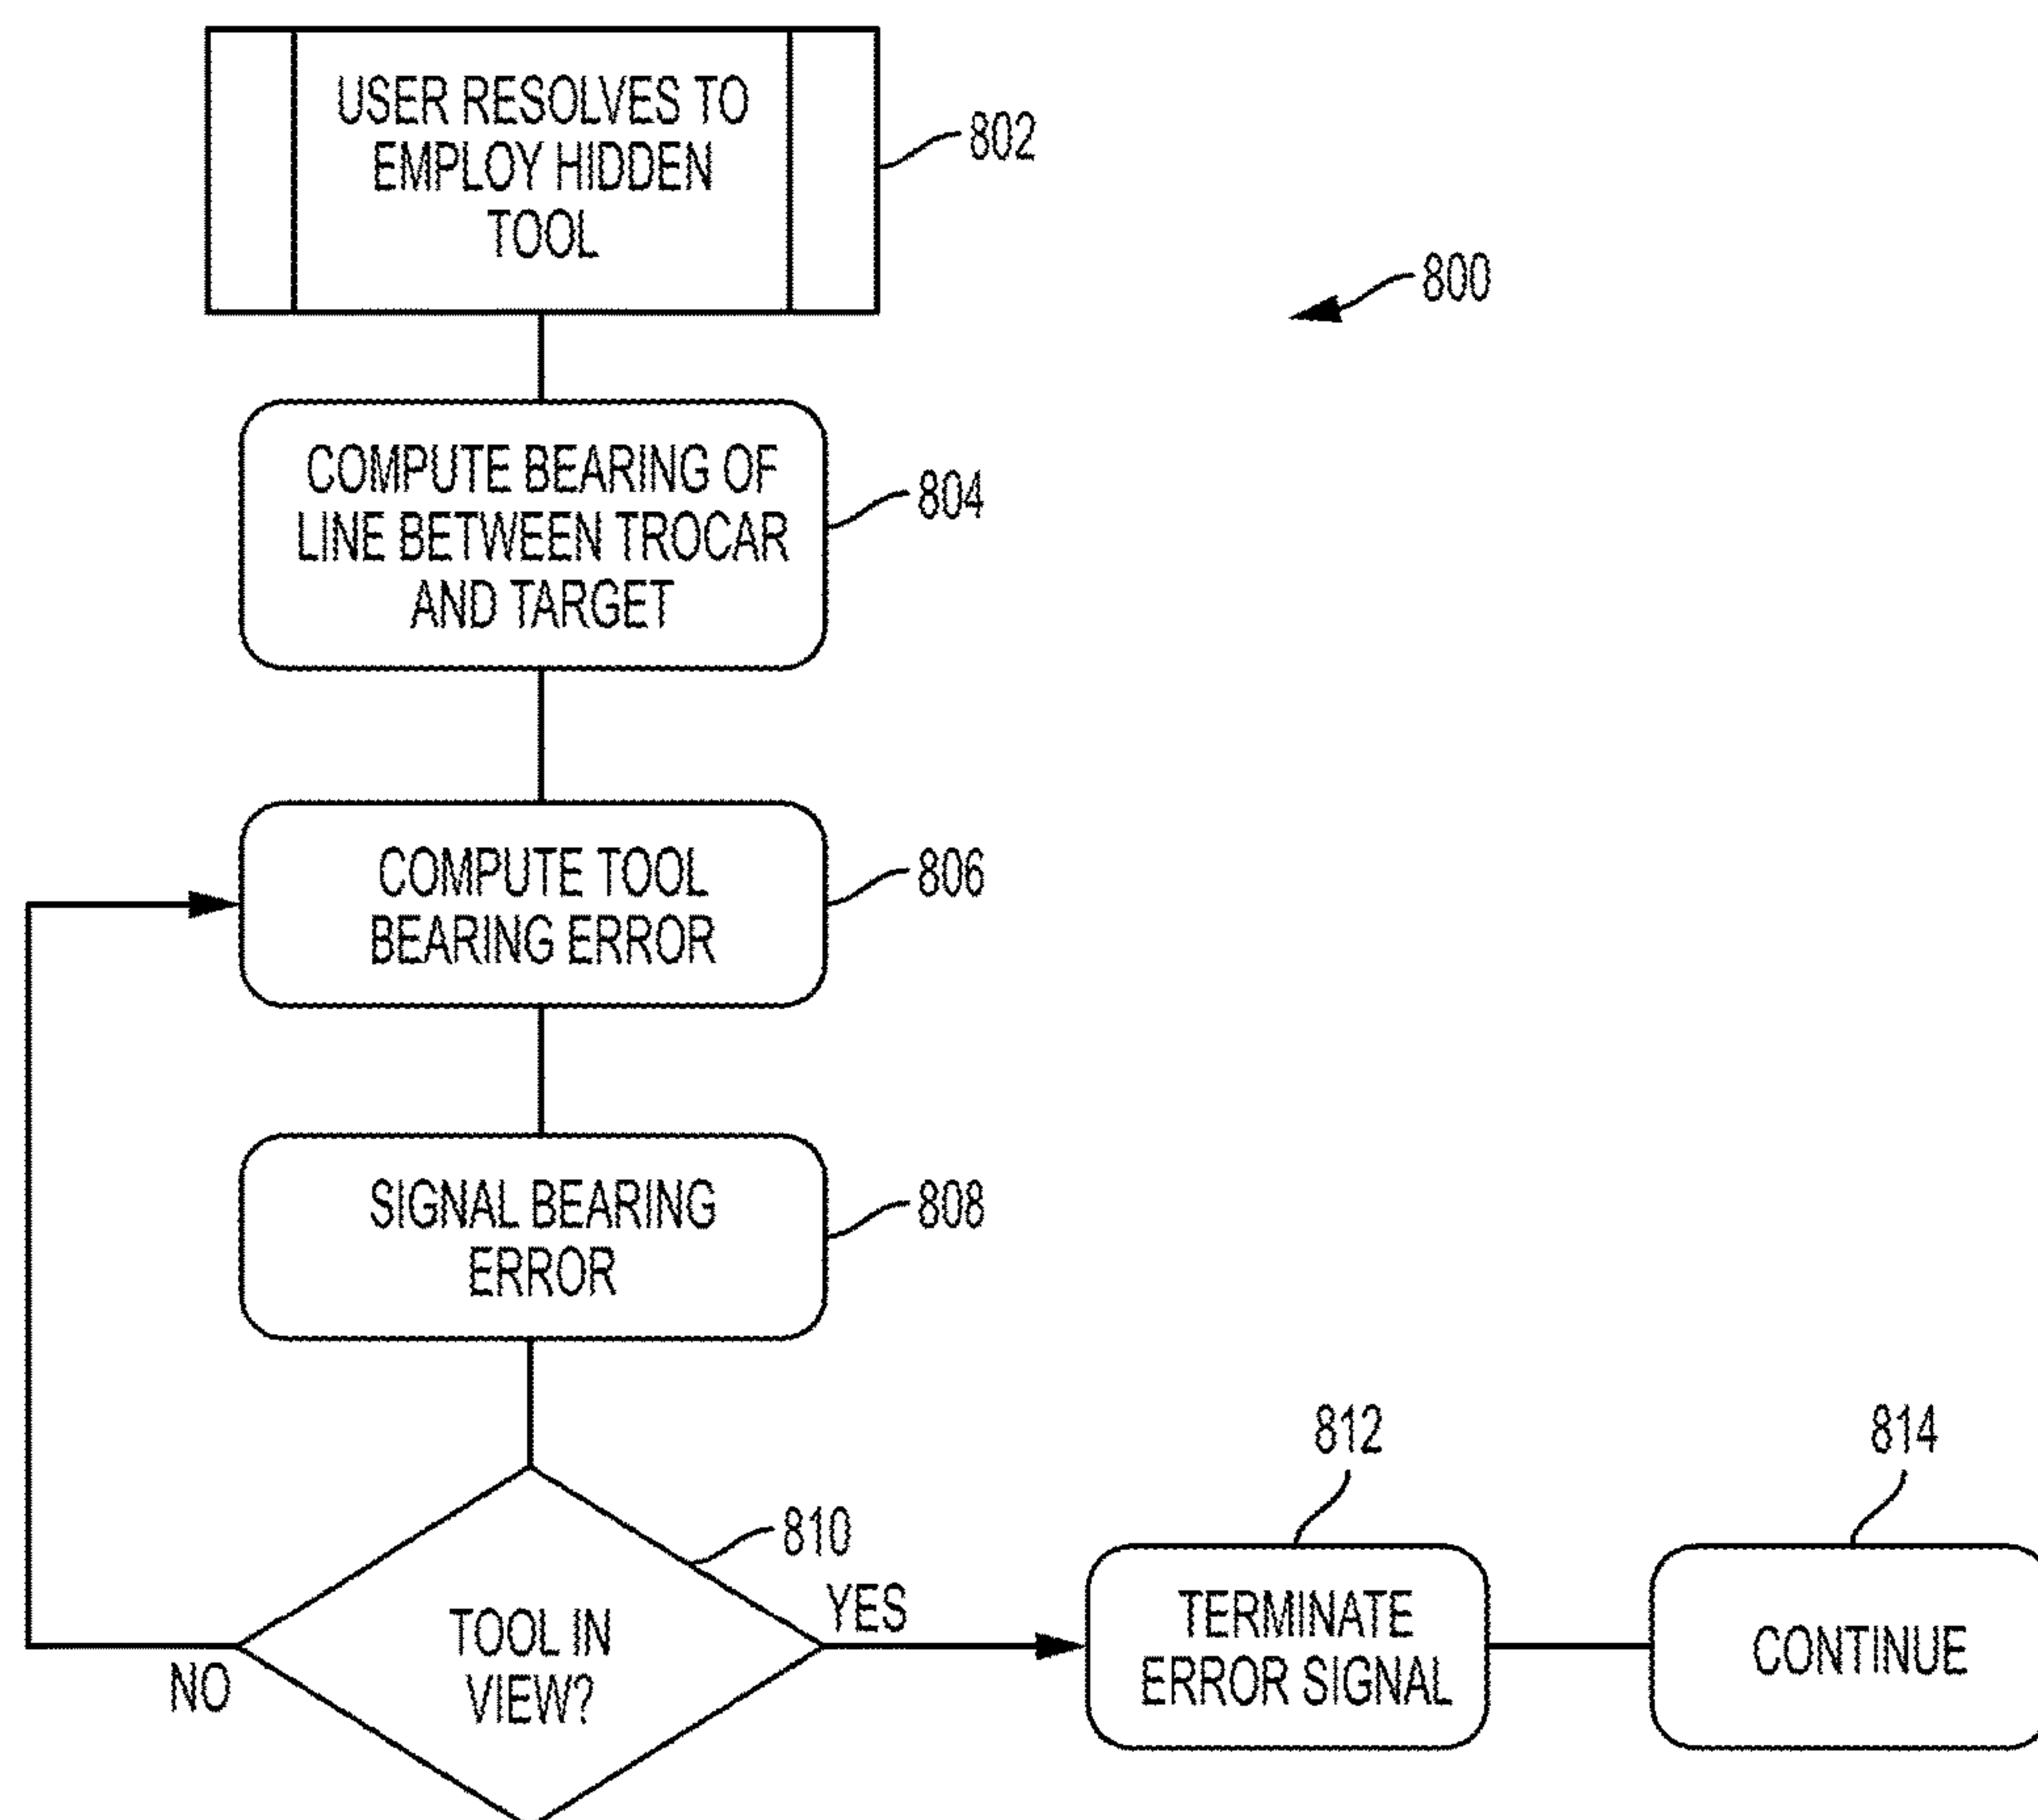 USER RESOLVES TO
EMPLOY HIDDEN
TOOL
802
800
COMPUTE BEARING OF
LINE BETWEEN TROCAR
AND TARGET
804
COMPUTE TOOL
BEARING ERROR
806
SIGNAL BEARING
ERROR
808
TOOL IN
VIEW?
810
NO
YES
TERMINATE
ERROR SIGNAL
812
CONTINUE
814